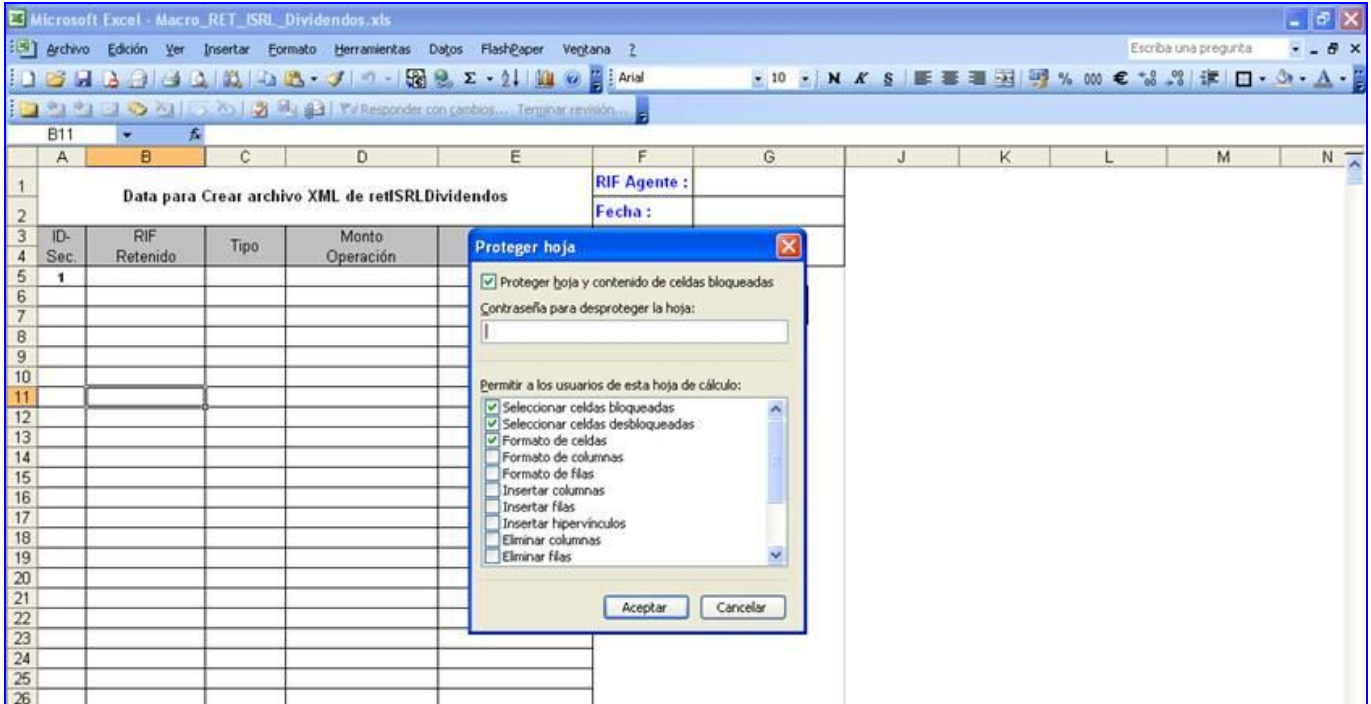 Microsoft Excel - Macro_RET_ISRL_Dividendos.xls
Archivo Edición Ver Insertar Formato Herramientas Datos FlashPaper Ventana ? Escriba una pregunta
Arial 10 N K S % 000 €
Responder con cambios... Terminar revisión...
B11 fx
A B C D E F G J K L M N
1 Data para Crear archivo XML de retISRLDividendos RIF Agente :
2 Fecha :
3 ID- RIF Tipo Monto
4 Sec. Retenido Operación
5 1
6
7
8
9
10
11
12
13
14
15
16
17
18
19
20
21
22
23
24
25
26
Proteger hoja
Proteger hoja y contenido de celdas bloqueadas
Contraseña para desproteger la hoja:
Permitir a los usuarios de esta hoja de cálculo:
Seleccionar celdas bloqueadas
Seleccionar celdas desbloqueadas
Formato de celdas
Formato de columnas
Formato de filas
Insertar columnas
Insertar filas
Insertar hipervínculos
Eliminar columnas
Eliminar filas
Aceptar Cancelar